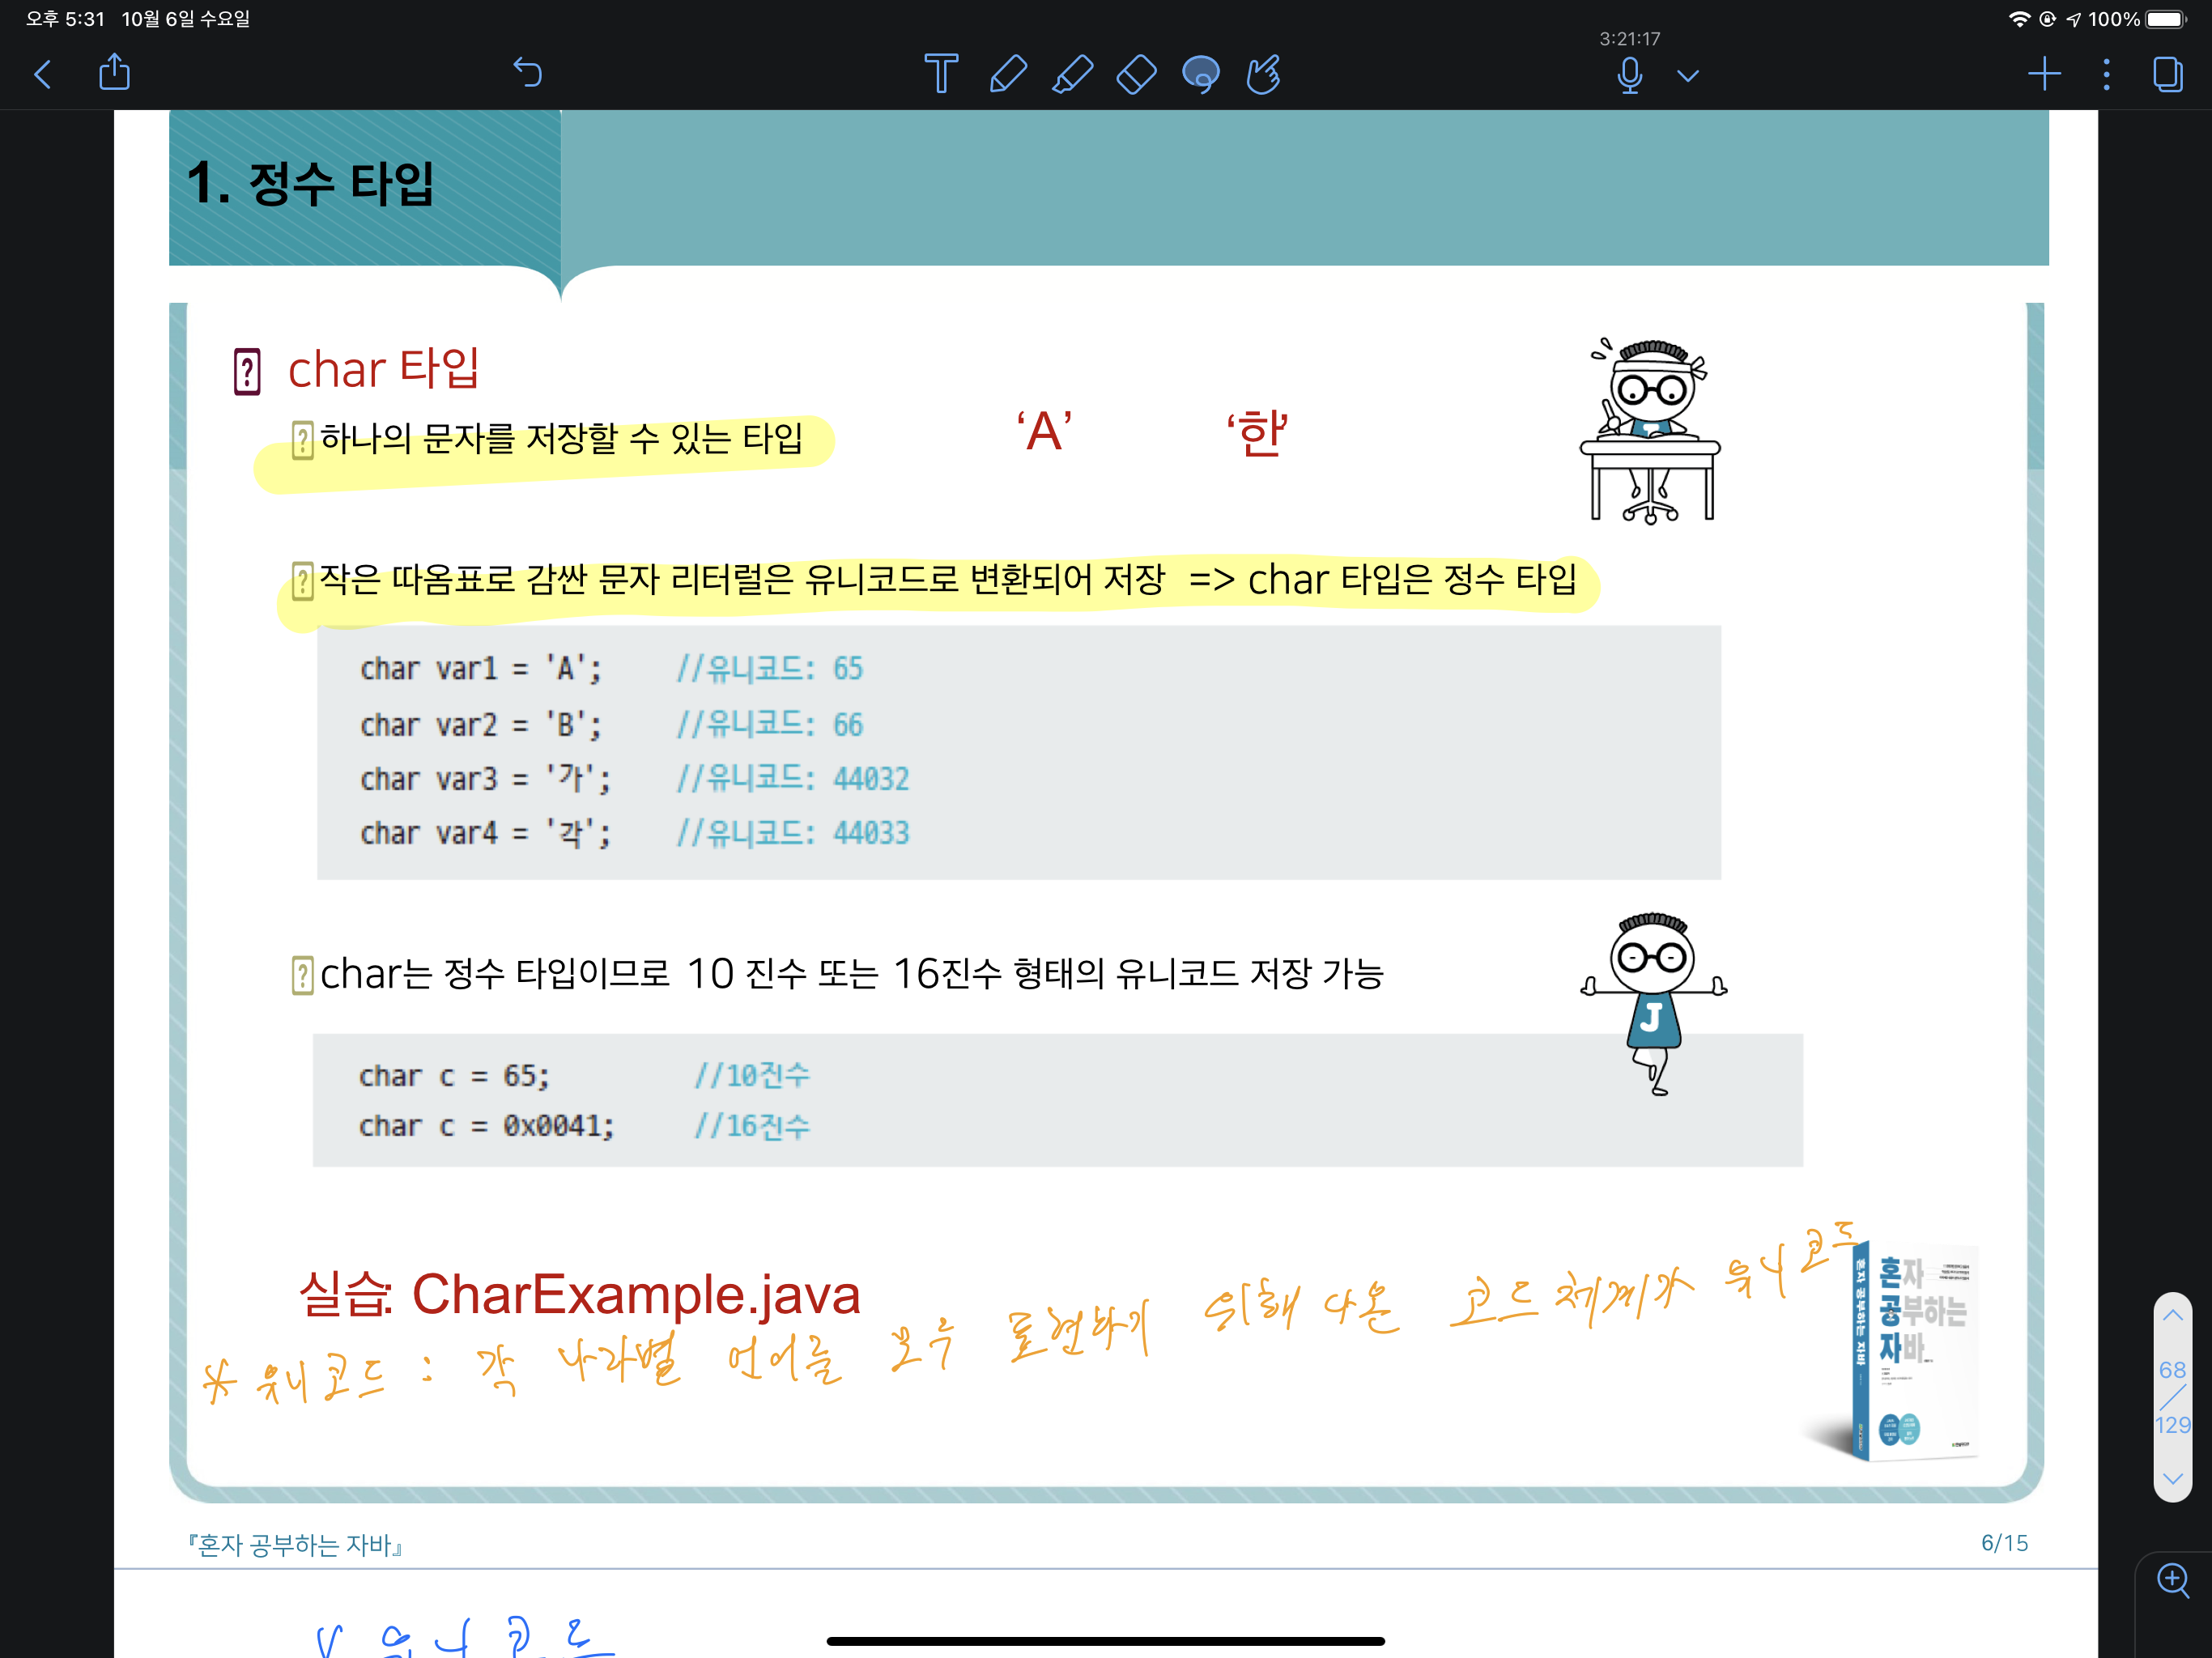 오후 5:31 10월 6일 수요일
100%
3:21:17
1. 정수 타입
char 타입
하나의 문자를 저장할 수 있는 타입 ‘A’ ‘한’
작은 따옴표로 감싼 문자 리터럴은 유니코드로 변환되어 저장 => char 타입은 정수 타입
char var1 = 'A'; //유니코드: 65
char var2 = 'B'; //유니코드: 66
char var3 = '가'; //유니코드: 44032
char var4 = '각'; //유니코드: 44033
char는 정수 타입이므로 10 진수 또는 16진수 형태의 유니코드 저장 가능
J
char c = 65; //10진수
char c = 0x0041; //16진수
실습: CharExample.java
※ 유니코드 : 각 나라별 언어를 모두 표현하기 위해 나온 코드 체계가 유니코드
혼자
공부하는
자바
혼자 공부하는 자바
68
129
『혼자 공부하는 자바』
6/15
유니코드